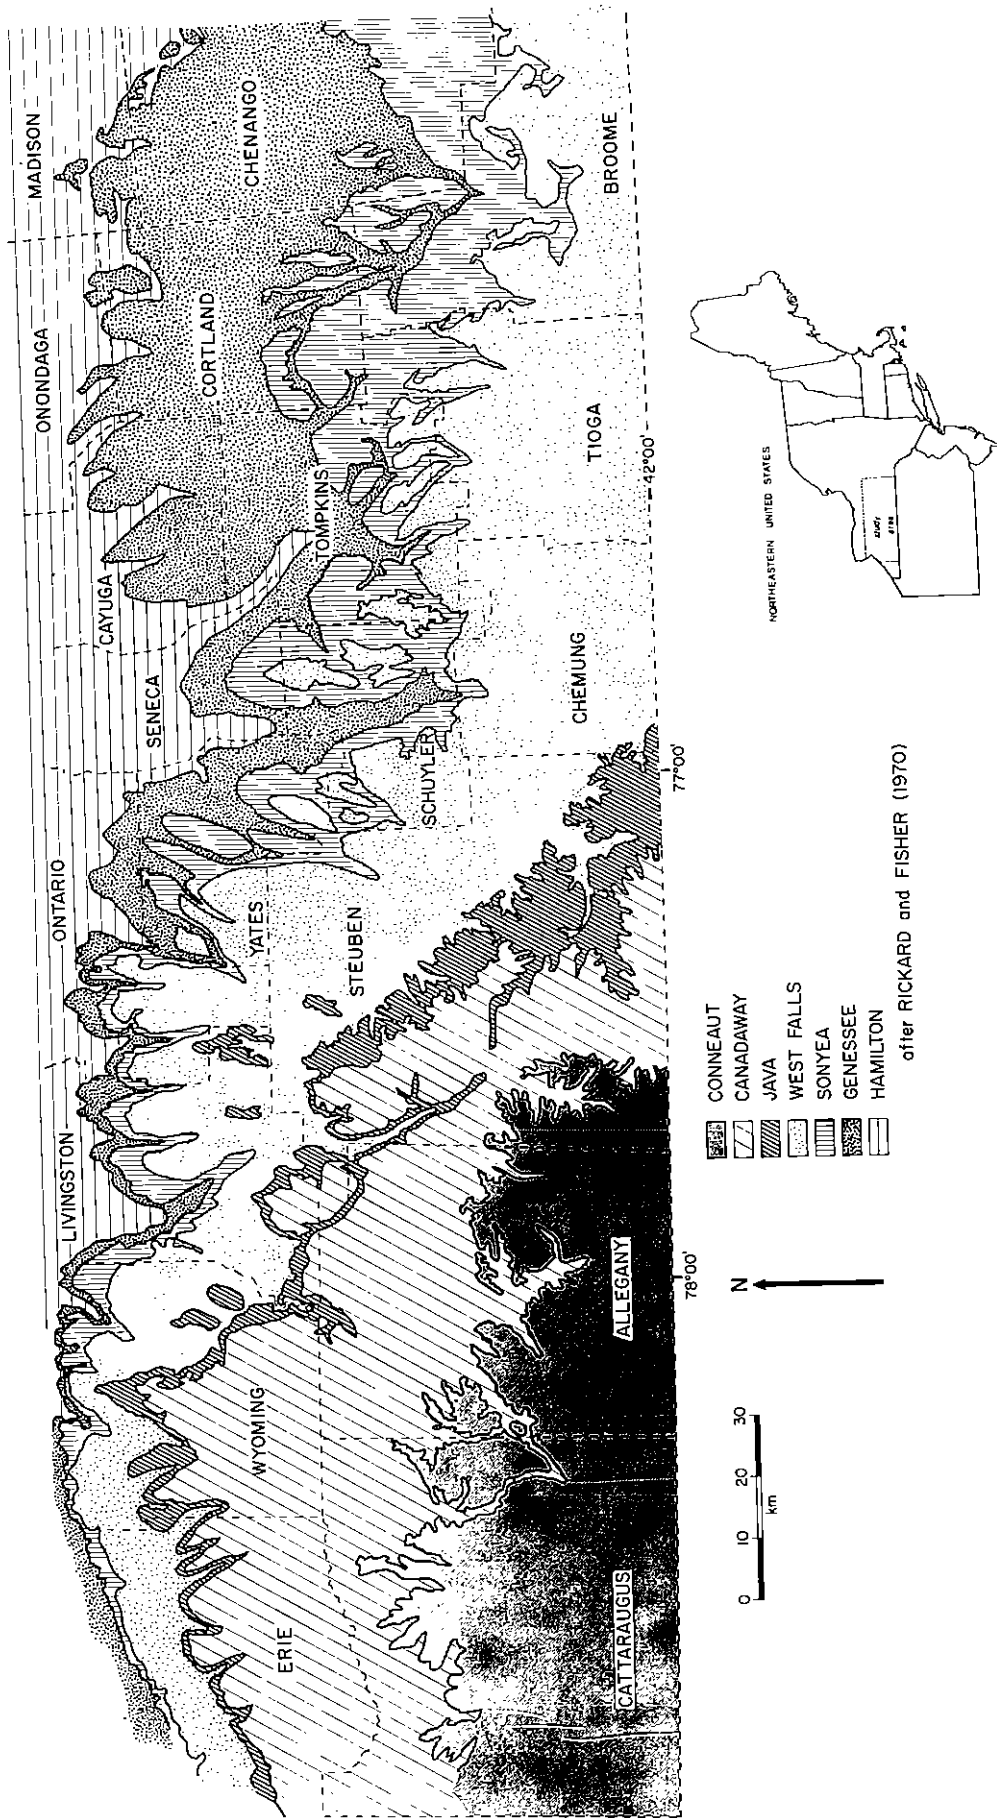 LIVINGSTON
ONTARIO
ONONDAGA
MADISON
SENECA
CAYUGA
CORTLAND
CHENANGO
ERIE
WYOMING
YATES
STEUBEN
SCHUYLER
TOMPKINS
CATTARAUGUS
ALLEGANY
CHEMUNG
TIOGA
BROOME
78°00'
77°00'
42°00'
0 10 20 30
km
N
CONNEAUT
CANADAWAY
JAVA
WEST FALLS
SONYEA
GENESSEE
HAMILTON
after RICKARD and FISHER (1970)
NORTHEASTERN UNITED STATES
study
area